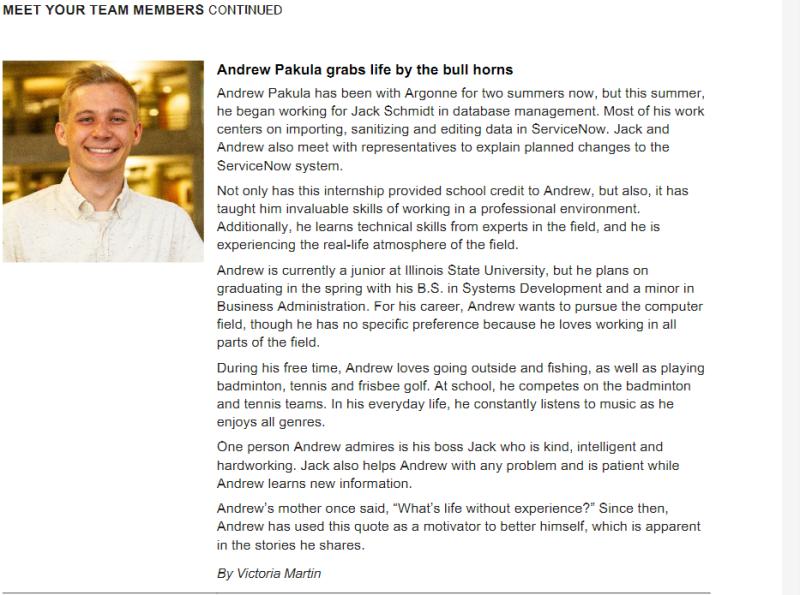 MEET YOUR TEAM MEMBERS CONTINUED
Andrew Pakula grabs life by the bull horns
Andrew Pakula has been with Argonne for two summers now, but this summer,
he began working for Jack Schmidt in database management. Most of his work
centers on importing, sanitizing and editing data in ServiceNow. Jack and
Andrew also meet with representatives to explain planned changes to the
ServiceNow system.
Not only has this internship provided school credit to Andrew, but also, it has
taught him invaluable skills of working in a professional environment.
Additionally, he learns technical skills from experts in the field, and he is
experiencing the real-life atmosphere of the field.
Andrew is currently a junior at Illinois State University, but he plans on
graduating in the spring with his B.S. in Systems Development and a minor in
Business Administration. For his career, Andrew wants to pursue the computer
field, though he has no specific preference because he loves working in all
parts of the field.
During his free time, Andrew loves going outside and fishing, as well as playing
badminton, tennis and frisbee golf. At school, he competes on the badminton
and tennis teams. In his everyday life, he constantly listens to music as he
enjoys all genres.
One person Andrew admires is his boss Jack who is kind, intelligent and
hardworking. Jack also helps Andrew with any problem and is patient while
Andrew learns new information.
Andrew's mother once said, “What's life without experience?” Since then,
Andrew has used this quote as a motivator to better himself, which is apparent
in the stories he shares.
By Victoria Martin